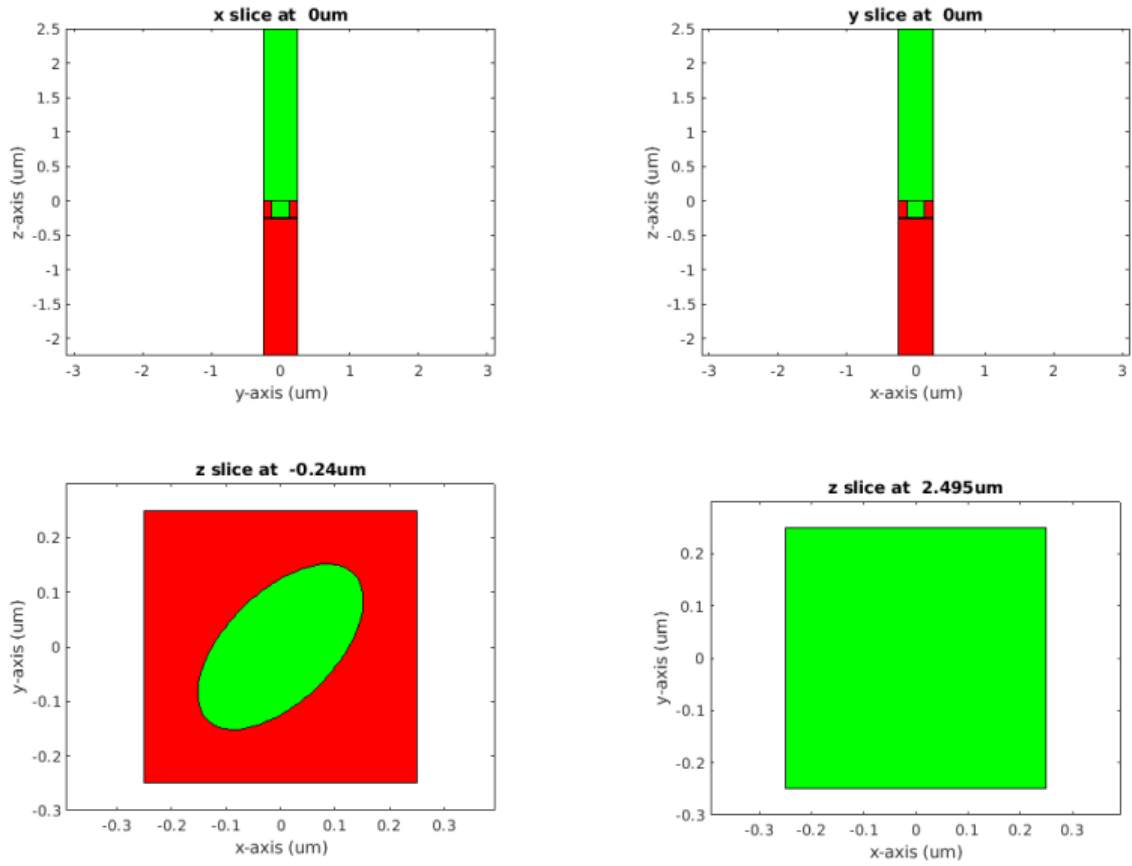 x slice at 0um
2.5
2
1.5
1
0.5
0
-0.5
-1
-1.5
-2
z-axis (um)
-3 -2 -1 0 1 2 3
y-axis (um)
y slice at 0um
2.5
2
1.5
1
0.5
0
-0.5
-1
-1.5
-2
z-axis (um)
-3 -2 -1 0 1 2 3
x-axis (um)
z slice at -0.24um
0.2
0.1
0
-0.1
-0.2
-0.3
y-axis (um)
-0.3 -0.2 -0.1 0 0.1 0.2 0.3
x-axis (um)
z slice at 2.495um
0.2
0.1
0
-0.1
-0.2
-0.3
y-axis (um)
-0.3 -0.2 -0.1 0 0.1 0.2 0.3
x-axis (um)